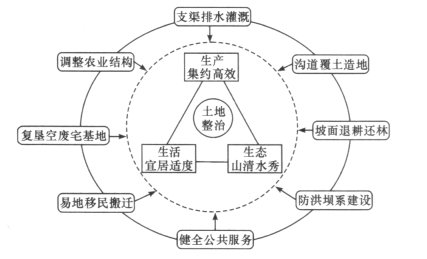 支渠排水灌溉
调整农业结构
沟道覆土造地
生产
集约高效
土地
整治
复垦空废宅基地
坡面退耕还林
生活
宜居适度
生态
山清水秀
易地移民搬迁
防洪坝系建设
健全公共服务